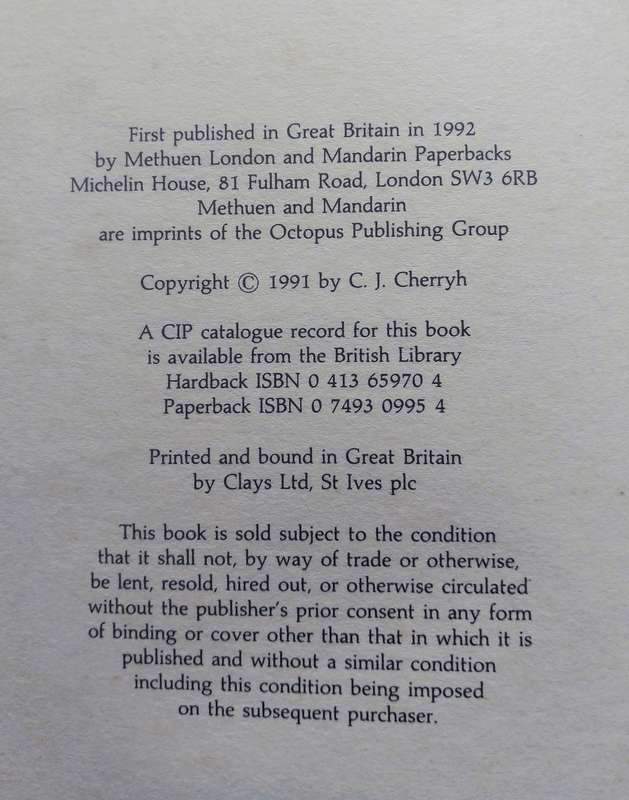 First published in Great Britain in 1992
by Methuen London and Mandarin Paperbacks
Michelin House, 81 Fulham Road, London SW3 6RB
Methuen and Mandarin
are imprints of the Octopus Publishing Group
Copyright © 1991 by C. J. Cherryh
A CIP catalogue record for this book
is available from the British Library
Hardback ISBN 0 413 65970 4
Paperback ISBN 0 7493 0995 4
Printed and bound in Great Britain
by Clays Ltd, St Ives plc
This book is sold subject to the condition
that it shall not, by way of trade or otherwise,
be lent, resold, hired out, or otherwise circulated
without the publisher's prior consent in any form
of binding or cover other than that in which it is
published and without a similar condition
including this condition being imposed
on the subsequent purchaser.